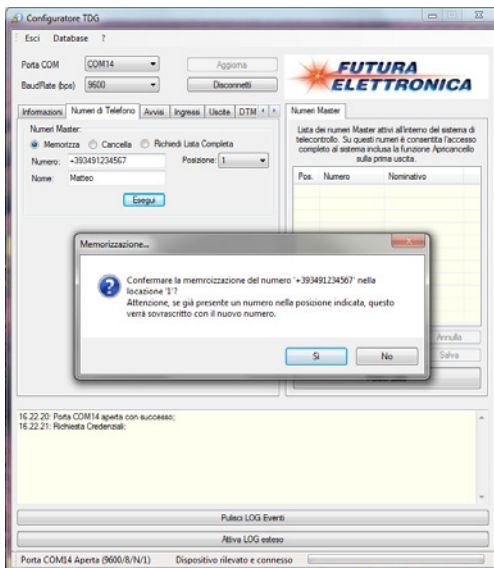 Configuratore TDG
Esci Database ?
Porta COM COM14 Aggiorna
BaudRate (bps) 9600 Disconnetti
FUTURA
ELETTRONICA
Informazioni Numeri di Telefono Avvisi Ingressi Uscite DTM
Numeri Master:
Memorizza Cancella Richiedi Lista Completa
Numero: +393491234567 Posizione: 1
Nome: Matteo
Esegui
Numeri Master
Lista dei numeri Master attivi all'interno del sistema di
telecontrollo. Su questi numeri è consentita l'accesso
completo al sistema inclusa la funzione Apricancello
sulla prima uscita.
Pos. Numero Nominativo
Memorizzazione...
Confermare la memroizzazione del numero '+393491234567' nella
locazione '1'?
Attenzione, se già presente un numero nella posizione indicata, questo
verrà sovrascritto con il nuovo numero.
Sì No
Annulla
Salva
16.22.20: Porta COM14 aperta con successo;
16.22.21: Richiesta Credenziali;
Pulisci LOG Eventi
Attiva LOG esteso
Porta COM14 Aperta (9600/8/N/1) Dispositivo rilevato e connesso